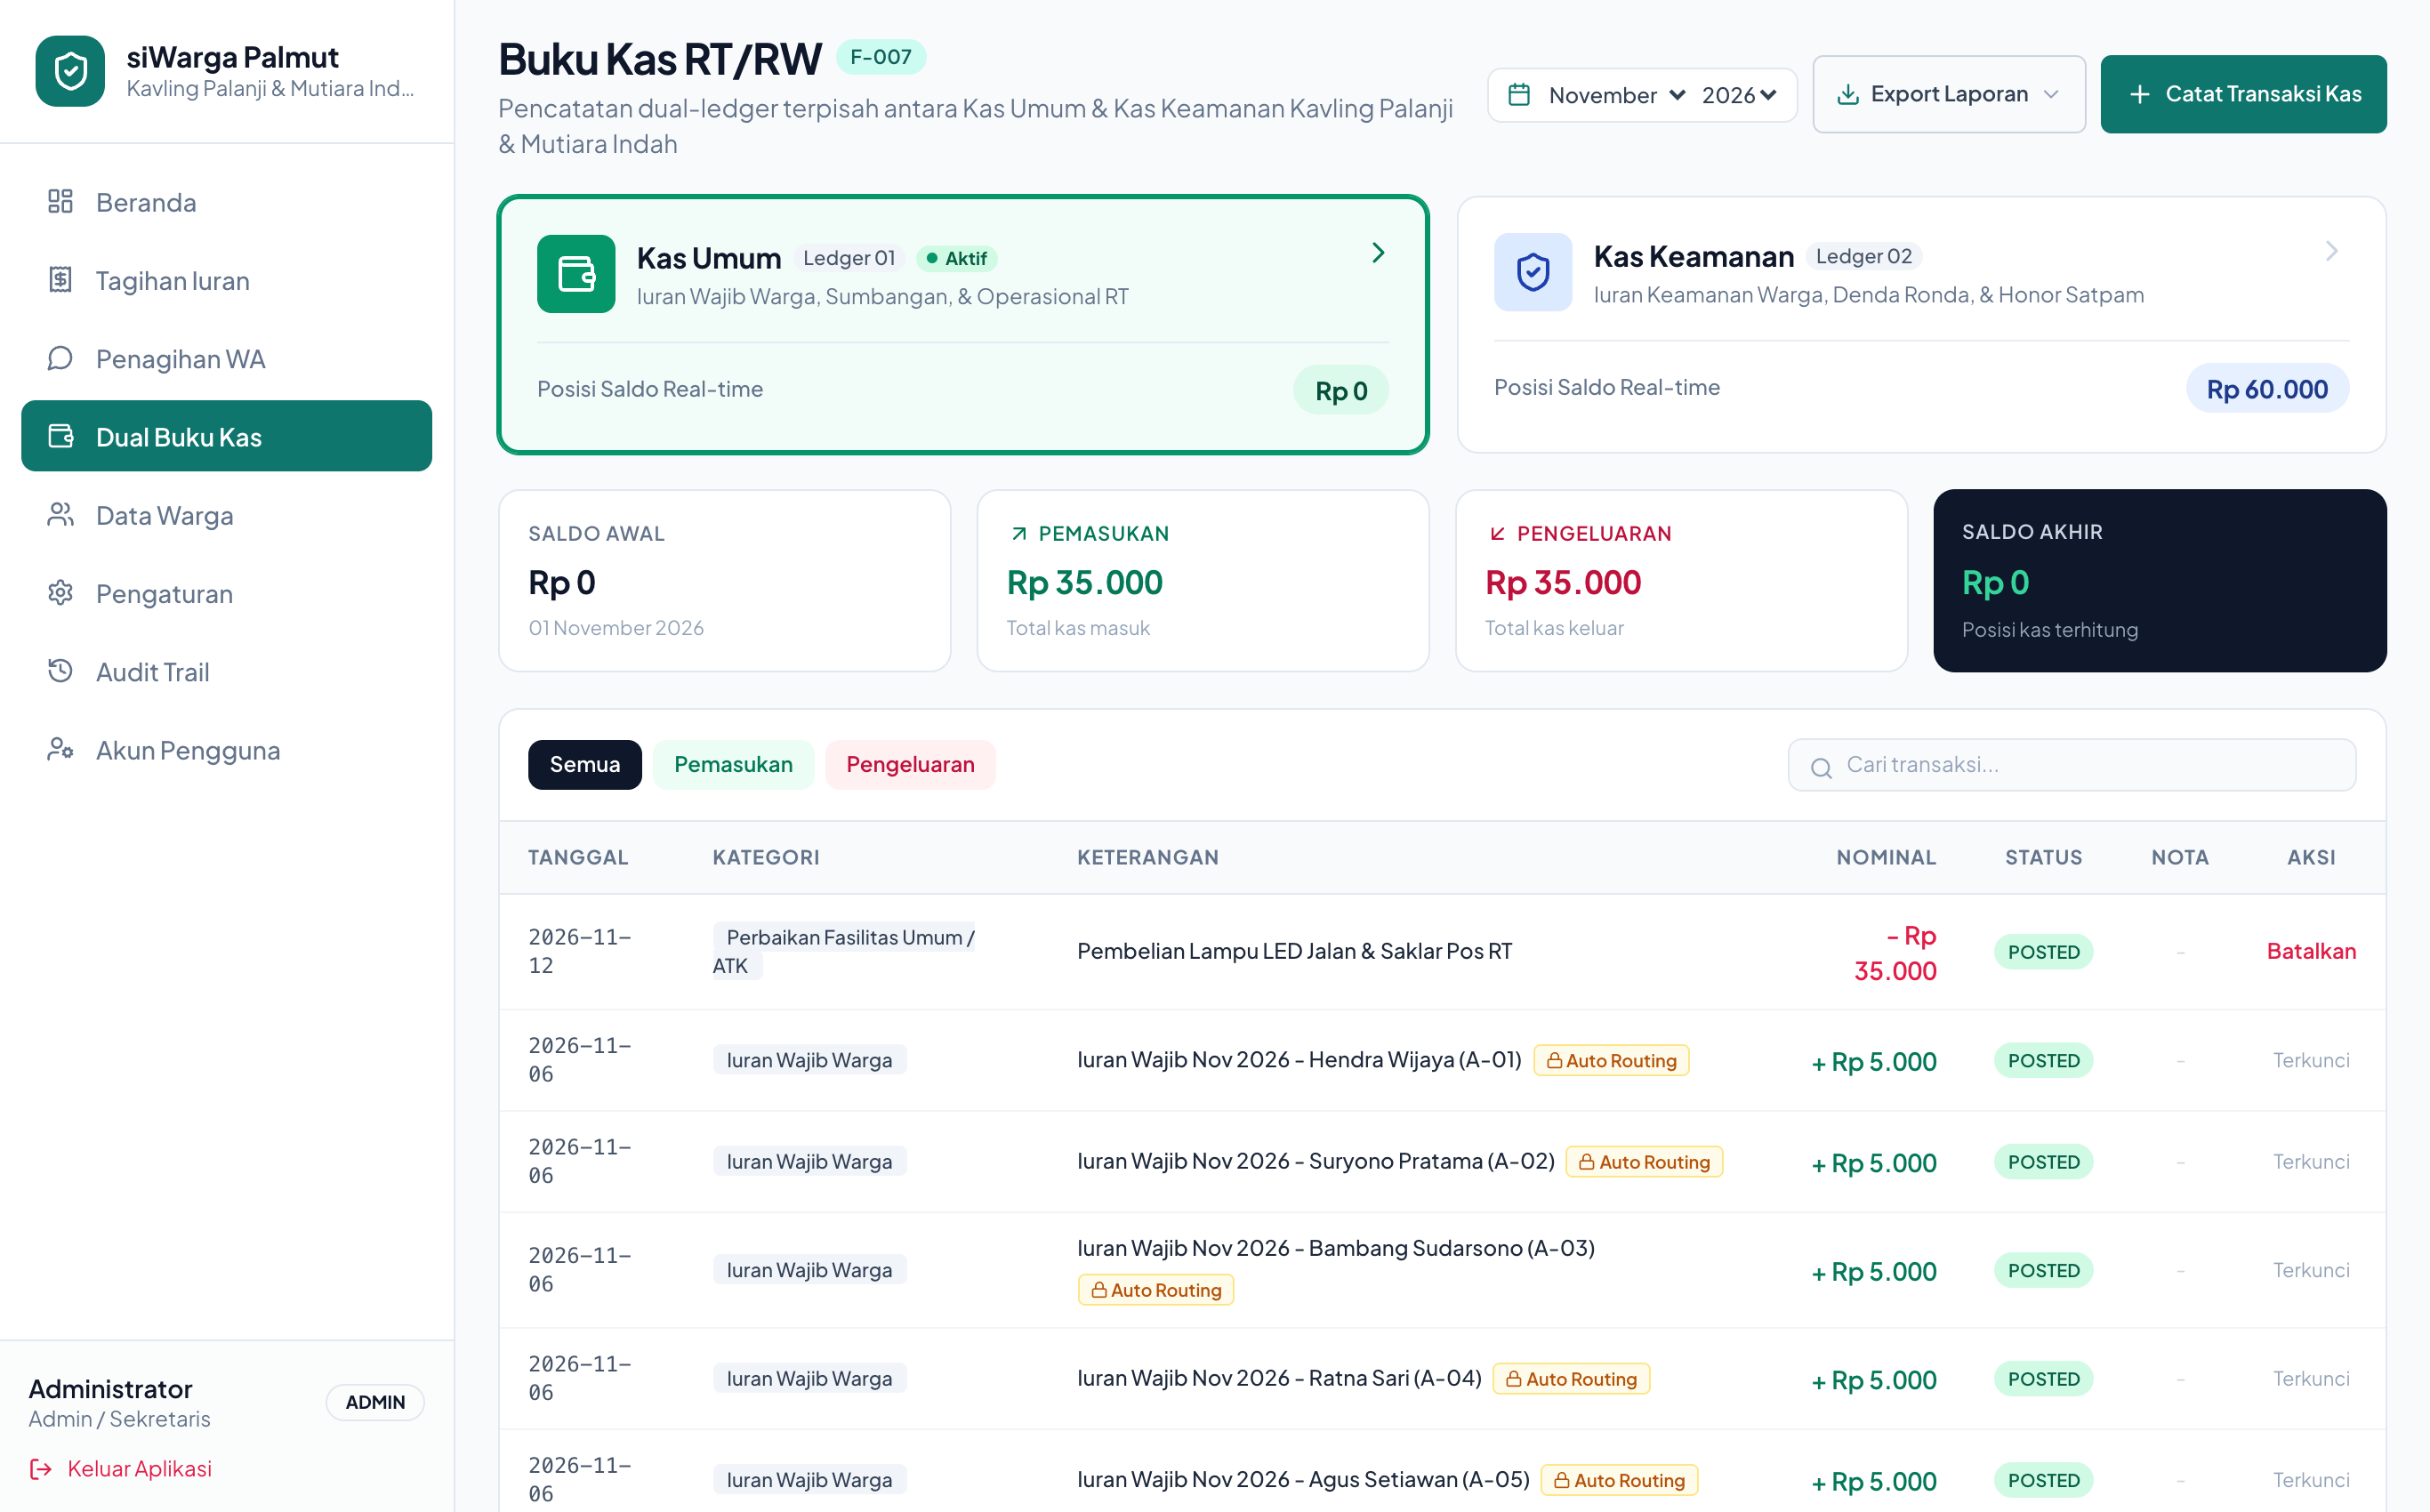 siWarga Palmut
Kavling Palanji & Mutiara Ind...
Beranda
Tagihan Iuran
Penagihan WA
Dual Buku Kas
Data Warga
Pengaturan
Audit Trail
Akun Pengguna
Administrator
Admin / Sekretaris
ADMIN
Keluar Aplikasi
Buku Kas RT/RW F-007
Pencatatan dual-ledger terpisah antara Kas Umum & Kas Keamanan Kavling Palanji
& Mutiara Indah
November 2026
Export Laporan
+ Catat Transaksi Kas
Kas Umum Ledger 01 Aktif
Iuran Wajib Warga, Sumbangan, & Operasional RT
Posisi Saldo Real-time Rp 0
Kas Keamanan Ledger 02
Iuran Keamanan Warga, Denda Ronda, & Honor Satpam
Posisi Saldo Real-time Rp 60.000
SALDO AWAL
Rp 0
01 November 2026
PEMASUKAN
Rp 35.000
Total kas masuk
PENGELUARAN
Rp 35.000
Total kas keluar
SALDO AKHIR
Rp 0
Posisi kas terhitung
Semua Pemasukan Pengeluaran
Cari transaksi...
TANGGAL KATEGORI KETERANGAN NOMINAL STATUS NOTA AKSI
2026-11-
12
Perbaikan Fasilitas Umum /
ATK
Pembelian Lampu LED Jalan & Saklar Pos RT
- Rp
35.000
POSTED - Batalkan
2026-11-
06
Iuran Wajib Warga
Iuran Wajib Nov 2026 - Hendra Wijaya (A-01) Auto Routing
+ Rp 5.000 POSTED - Terkunci
2026-11-
06
Iuran Wajib Warga
Iuran Wajib Nov 2026 - Suryono Pratama (A-02) Auto Routing
+ Rp 5.000 POSTED - Terkunci
2026-11-
06
Iuran Wajib Warga
Iuran Wajib Nov 2026 - Bambang Sudarsono (A-03)
Auto Routing
+ Rp 5.000 POSTED - Terkunci
2026-11-
06
Iuran Wajib Warga
Iuran Wajib Nov 2026 - Ratna Sari (A-04) Auto Routing
+ Rp 5.000 POSTED - Terkunci
2026-11-
06
Iuran Wajib Warga
Iuran Wajib Nov 2026 - Agus Setiawan (A-05) Auto Routing
+ Rp 5.000 POSTED - Terkunci